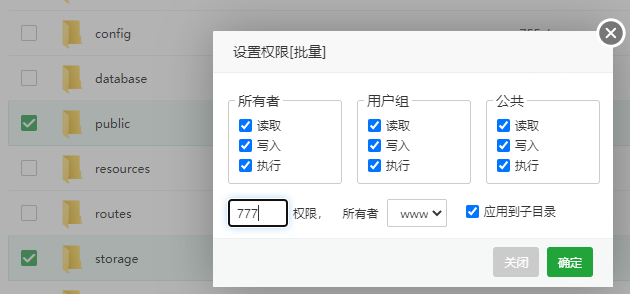 config
database
public
resources
routes
storage
设置权限[批量]
所有者 用户组 公共
读取 读取 读取
写入 写入 写入
执行 执行 执行
777 权限， 所有者 www 应用到子目录
关闭 确定